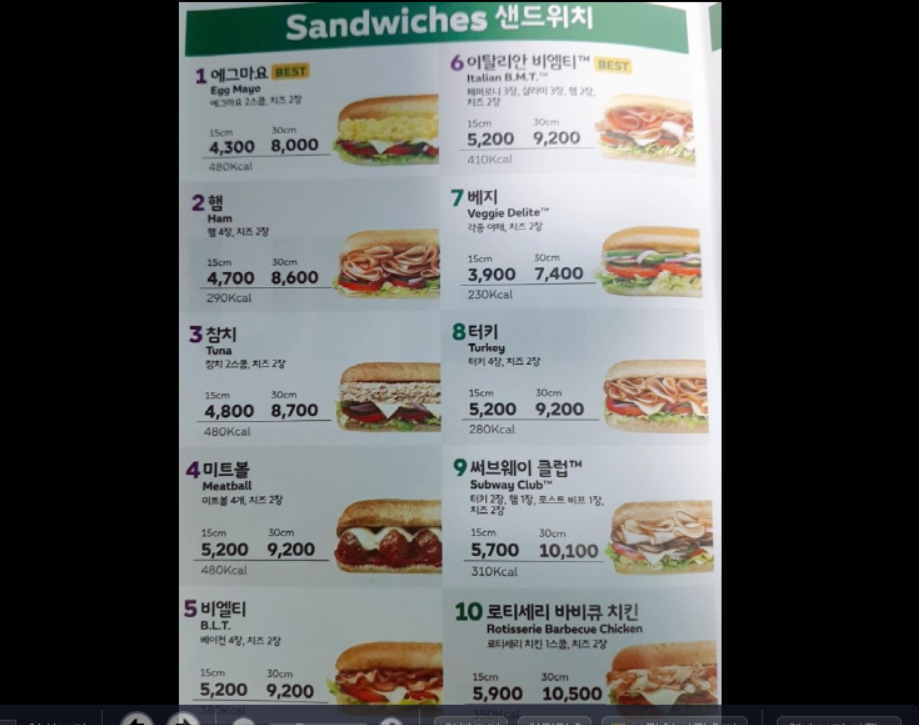 Sandwiches 샌드위치
1 에그마요 BEST
Egg Mayo
에그마요 2스쿱, 치즈 2장
15cm 30cm
4,300 8,000
480Kcal
2 햄
Ham
햄 4장, 치즈 2장
15cm 30cm
4,700 8,600
290Kcal
3 참치
Tuna
참치 2스쿱, 치즈 2장
15cm 30cm
4,800 8,700
480Kcal
4 미트볼
Meatball
미트볼 4개, 치즈 2장
15cm 30cm
5,200 9,200
480Kcal
5 비엘티
B.L.T.
베이컨 4장, 치즈 2장
15cm 30cm
5,200 9,200
380Kcal
6 이탈리안 비엠티™ BEST
Italian B.M.T.™
페퍼로니 3장, 살라미 3장, 햄 2장,
치즈 2장
15cm 30cm
5,200 9,200
410Kcal
7 베지
Veggie Delite™
각종 야채, 치즈 2장
15cm 30cm
3,900 7,400
230Kcal
8 터키
Turkey
터키 4장, 치즈 2장
15cm 30cm
5,200 9,200
280Kcal
9 써브웨이 클럽™
Subway Club™
터키 2장, 햄 1장, 로스트 비프 1장,
치즈 2장
15cm 30cm
5,700 10,100
310Kcal
10 로티세리 바비큐 치킨
Rotisserie Barbecue Chicken
로티세리 치킨 1스쿱, 치즈 2장
15cm 30cm
5,900 10,500
350Kcal